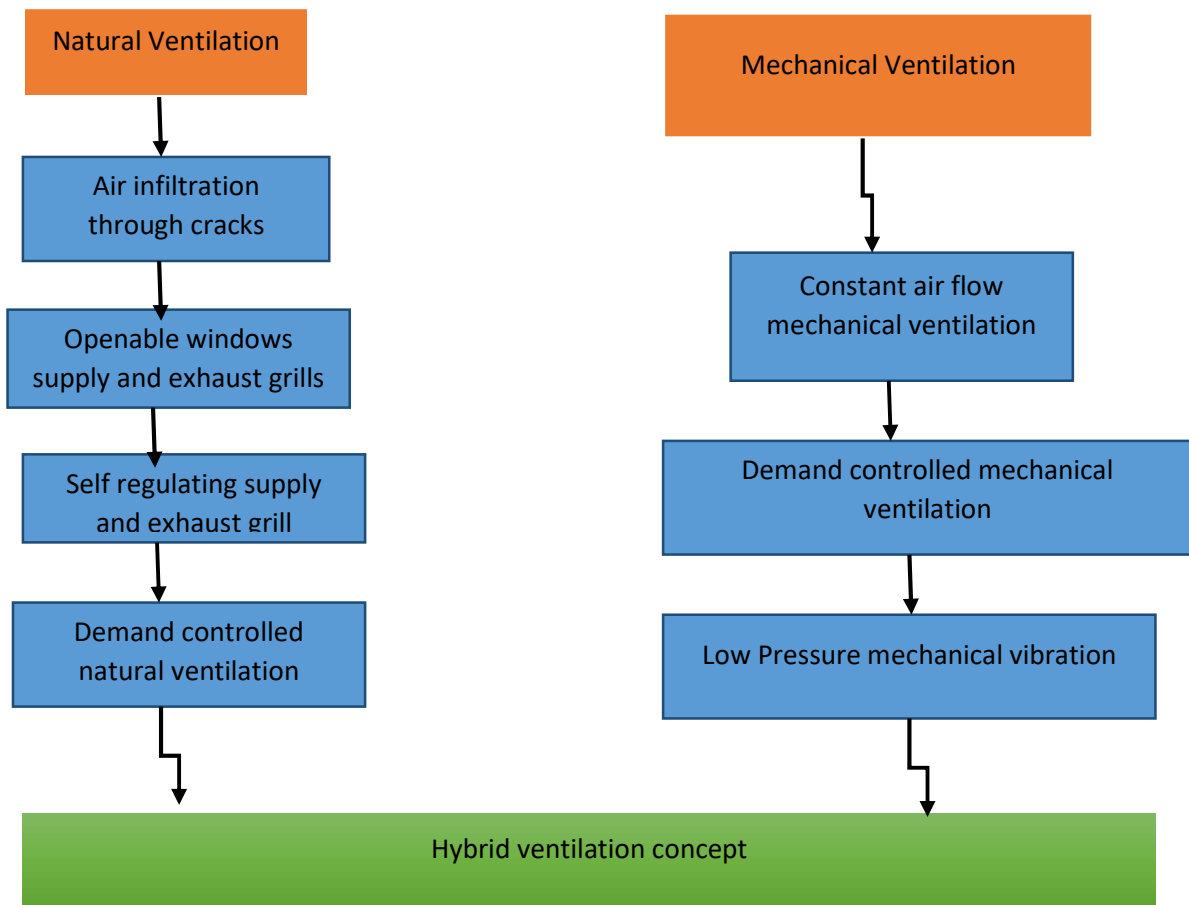 Natural Ventilation
Mechanical Ventilation
Air infiltration
through cracks
Constant air flow
mechanical ventilation
Openable windows
supply and exhaust grills
Self regulating supply
and exhaust grill
Demand controlled mechanical
ventilation
Demand controlled
natural ventilation
Low Pressure mechanical vibration
Hybrid ventilation concept